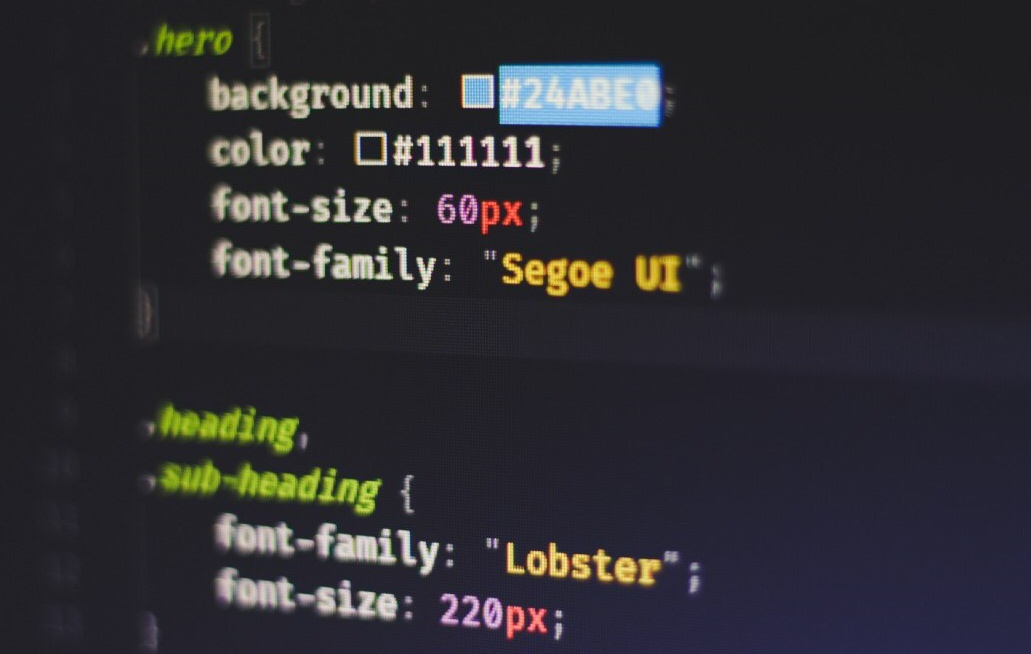 .hero {
background: #24ABE0;
color: #111111;
font-size: 60px;
font-family: "Segoe UI";
}
.heading,
.sub-heading {
font-family: "Lobster";
font-size: 220px;
}